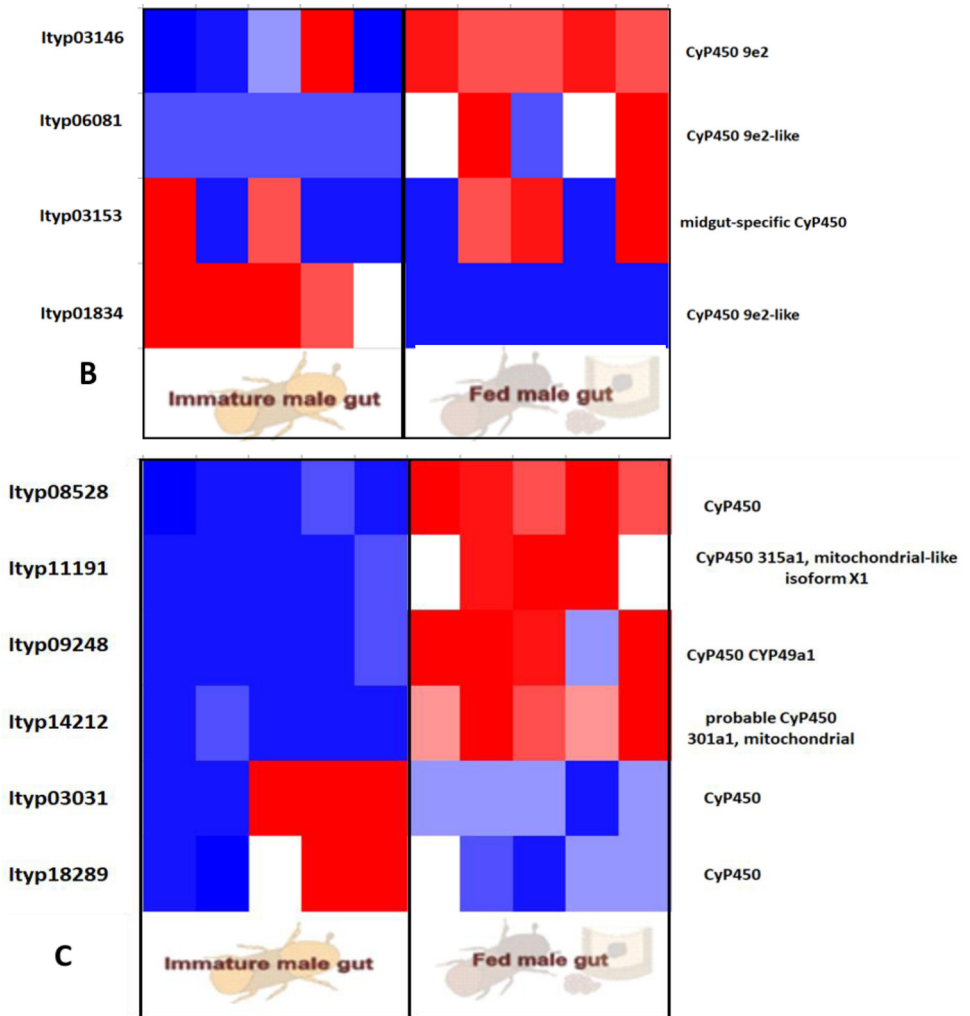 Ityp03146
CyP450 9e2
Ityp06081
CyP450 9e2-like
Ityp03153
midgut-specific CyP450
Ityp01834
CyP450 9e2-like
B
Immature male gut
Fed male gut
Ityp08528
CyP450
Ityp11191
CyP450 315a1, mitochondrial-like
isoform X1
Ityp09248
CyP450 CYP49a1
Ityp14212
probable CyP450
301a1, mitochondrial
Ityp03031
CyP450
Ityp18289
CyP450
C
Immature male gut
Fed male gut